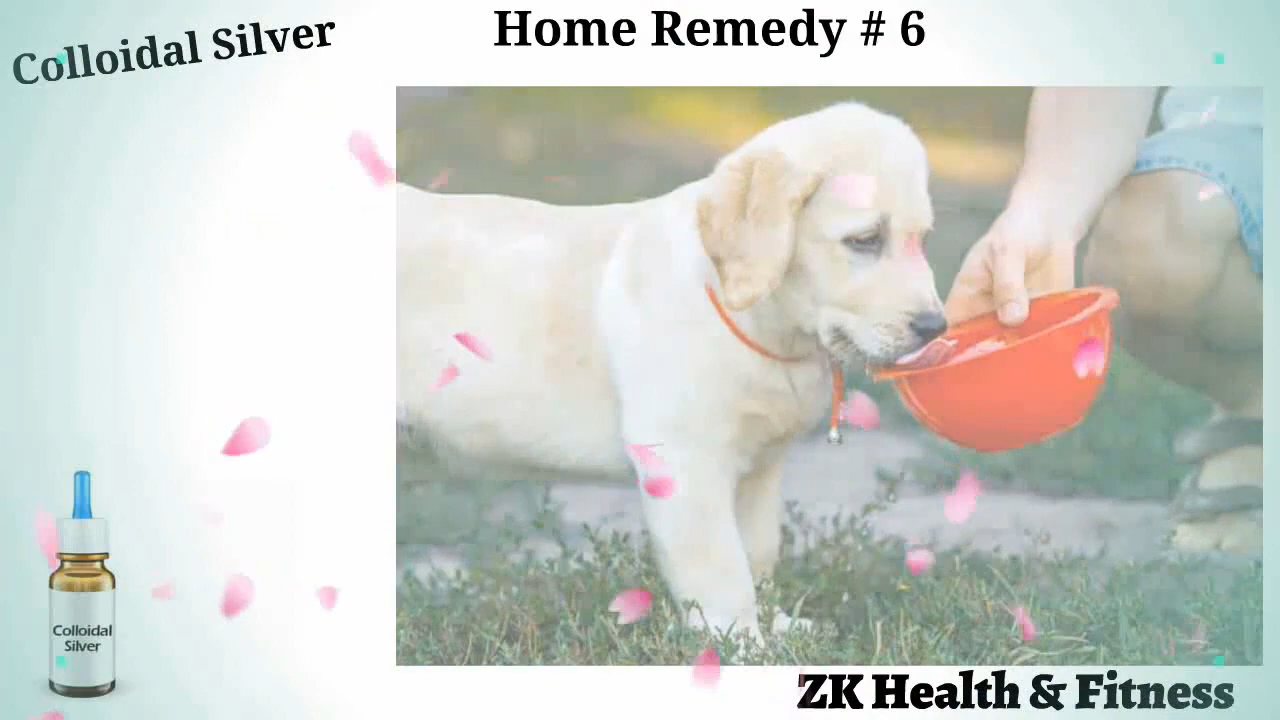 Colloidal Silver
Home Remedy # 6
Colloidal
Silver
ZK Health & Fitness